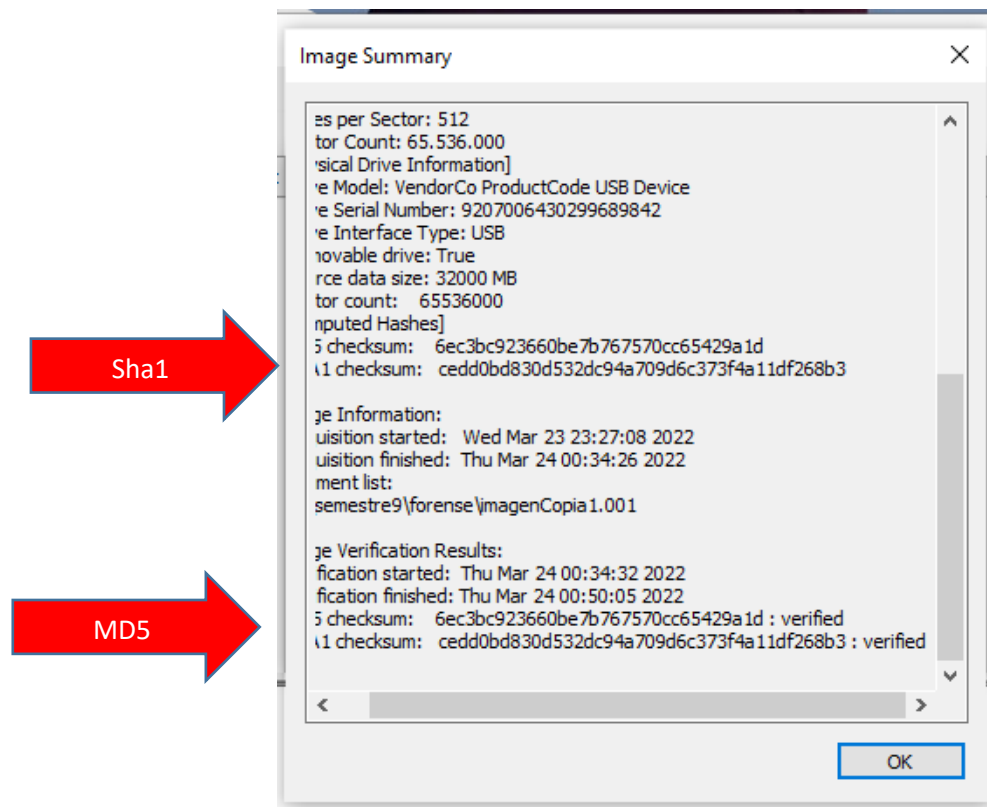 Image Summary
es per Sector: 512
tor Count: 65.536.000
sical Drive Information]
e Model: VendorCo ProductCode USB Device
e Serial Number: 9207006430299689842
e Interface Type: USB
ovable drive: True
rce data size: 32000 MB
tor count: 65536000
mputed Hashes]
5 checksum: 6ec3bc923660be7b767570cc65429a1d
A1 checksum: cedd0bd830d532dc94a709d6c373f4a11df268b3
Sha1
ge Information:
uisition started: Wed Mar 23 23:27:08 2022
uisition finished: Thu Mar 24 00:34:26 2022
ment list:
semestre9\forense\imagenCopia1.001
ge Verification Results:
fication started: Thu Mar 24 00:34:32 2022
fication finished: Thu Mar 24 00:50:05 2022
5 checksum: 6ec3bc923660be7b767570cc65429a1d : verified
MD5
A1 checksum: cedd0bd830d532dc94a709d6c373f4a11df268b3 : verified
OK